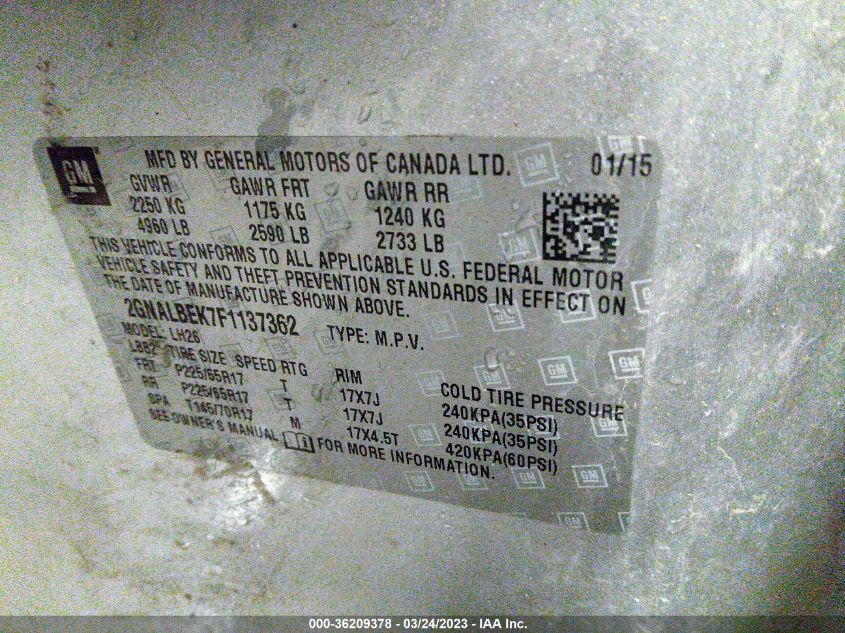 GM
MFD BY GENERAL MOTORS OF CANADA LTD. 01/15
GVWR GAWR FRT GAWR RR
2250 KG 1175 KG 1240 KG
4960 LB 2590 LB 2733 LB
THIS VEHICLE CONFORMS TO ALL APPLICABLE U.S. FEDERAL MOTOR
VEHICLE SAFETY AND THEFT PREVENTION STANDARDS IN EFFECT ON
THE DATE OF MANUFACTURE SHOWN ABOVE.
2GNALBEK7F1137362 TYPE: M.P.V.
MODEL: LH26
TIRE SIZE SPEED RTG RIM COLD TIRE PRESSURE
FRT P225/65R17 T 17X7J 240KPA(35PSI)
RR P225/65R17 T 17X7J 240KPA(35PSI)
SPA T145/70R17 M 17X4.5T 420KPA(60PSI)
SEE OWNER'S MANUAL FOR MORE INFORMATION.
000-36209378 - 03/24/2023 - IAA Inc.